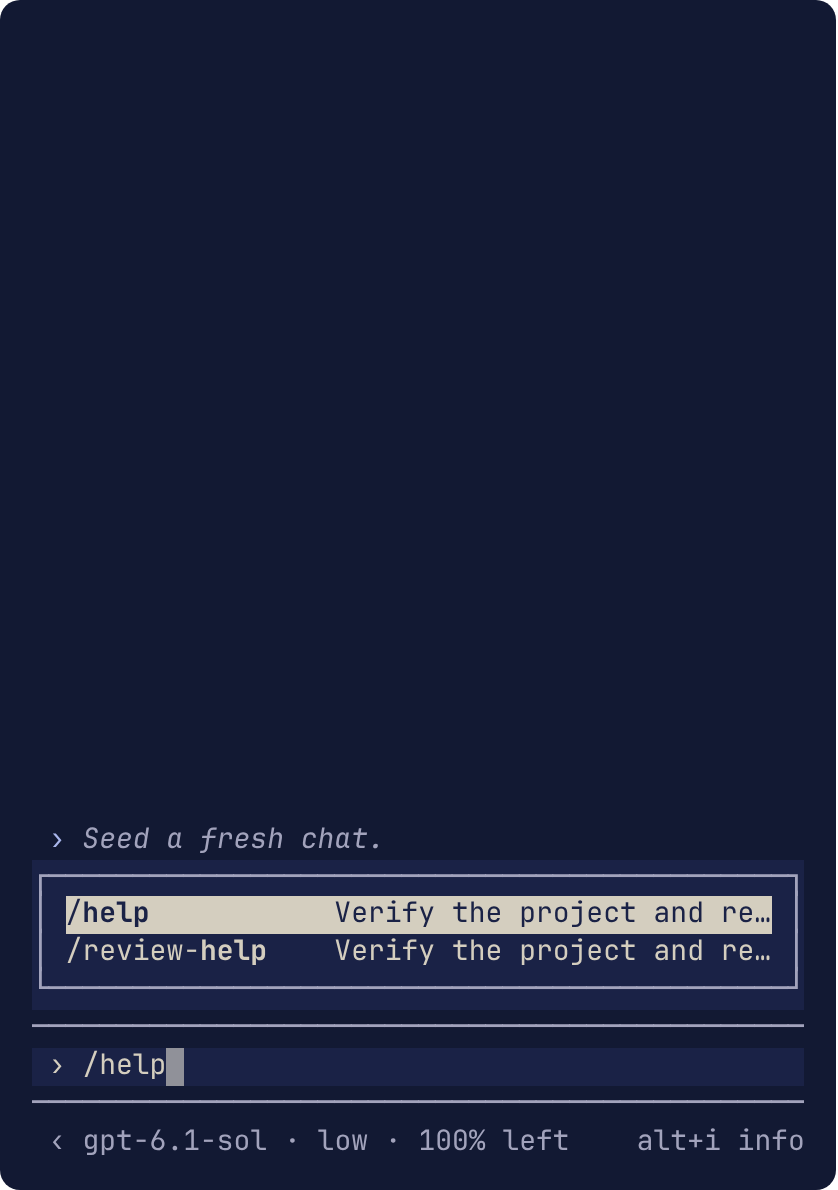 › Seed a fresh chat.
/help Verify the project and re…
/review-help Verify the project and re…
› /help
‹ gpt-6.1-sol · low · 100% left alt+i info